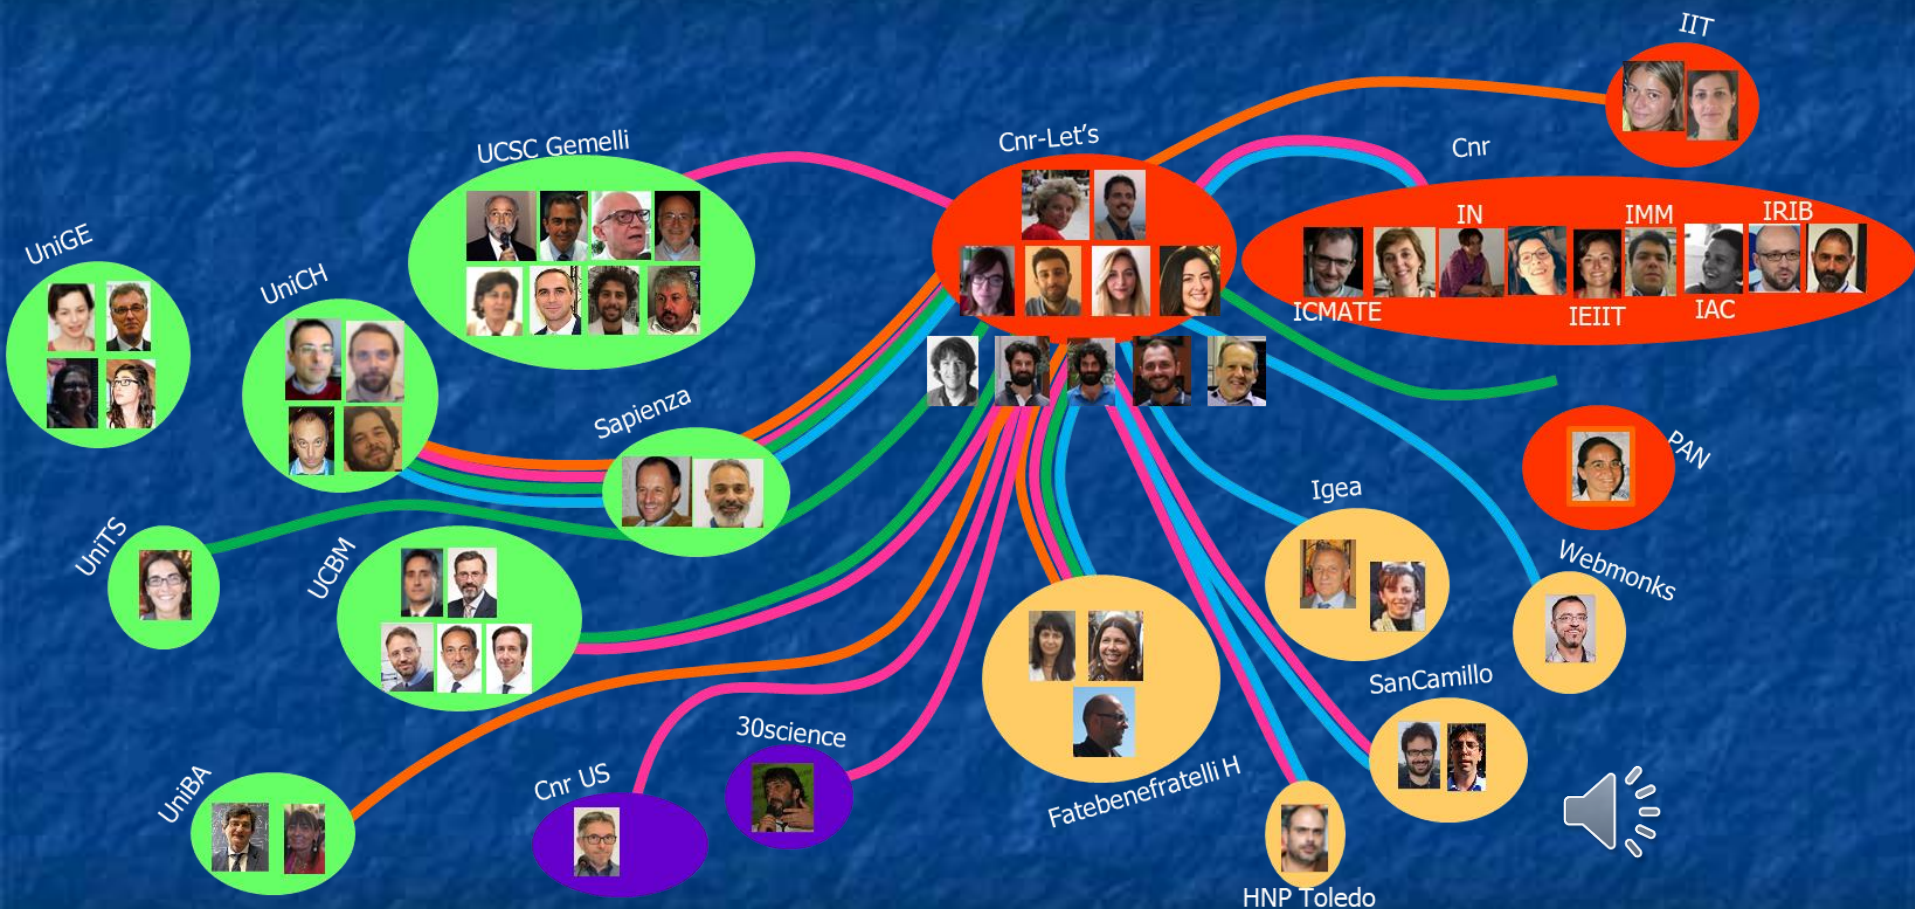 IIT
Cnr-Let's
Cnr
UCSC Gemelli
IN
IMM
IRIB
UniGE
UniCH
ICMATE
IEIIT
IAC
Sapienza
PAN
Igea
UniTS
UCBM
Webmonks
SanCamillo
30science
Cnr US
UniBA
Fatebenefratelli H
HNP Toledo